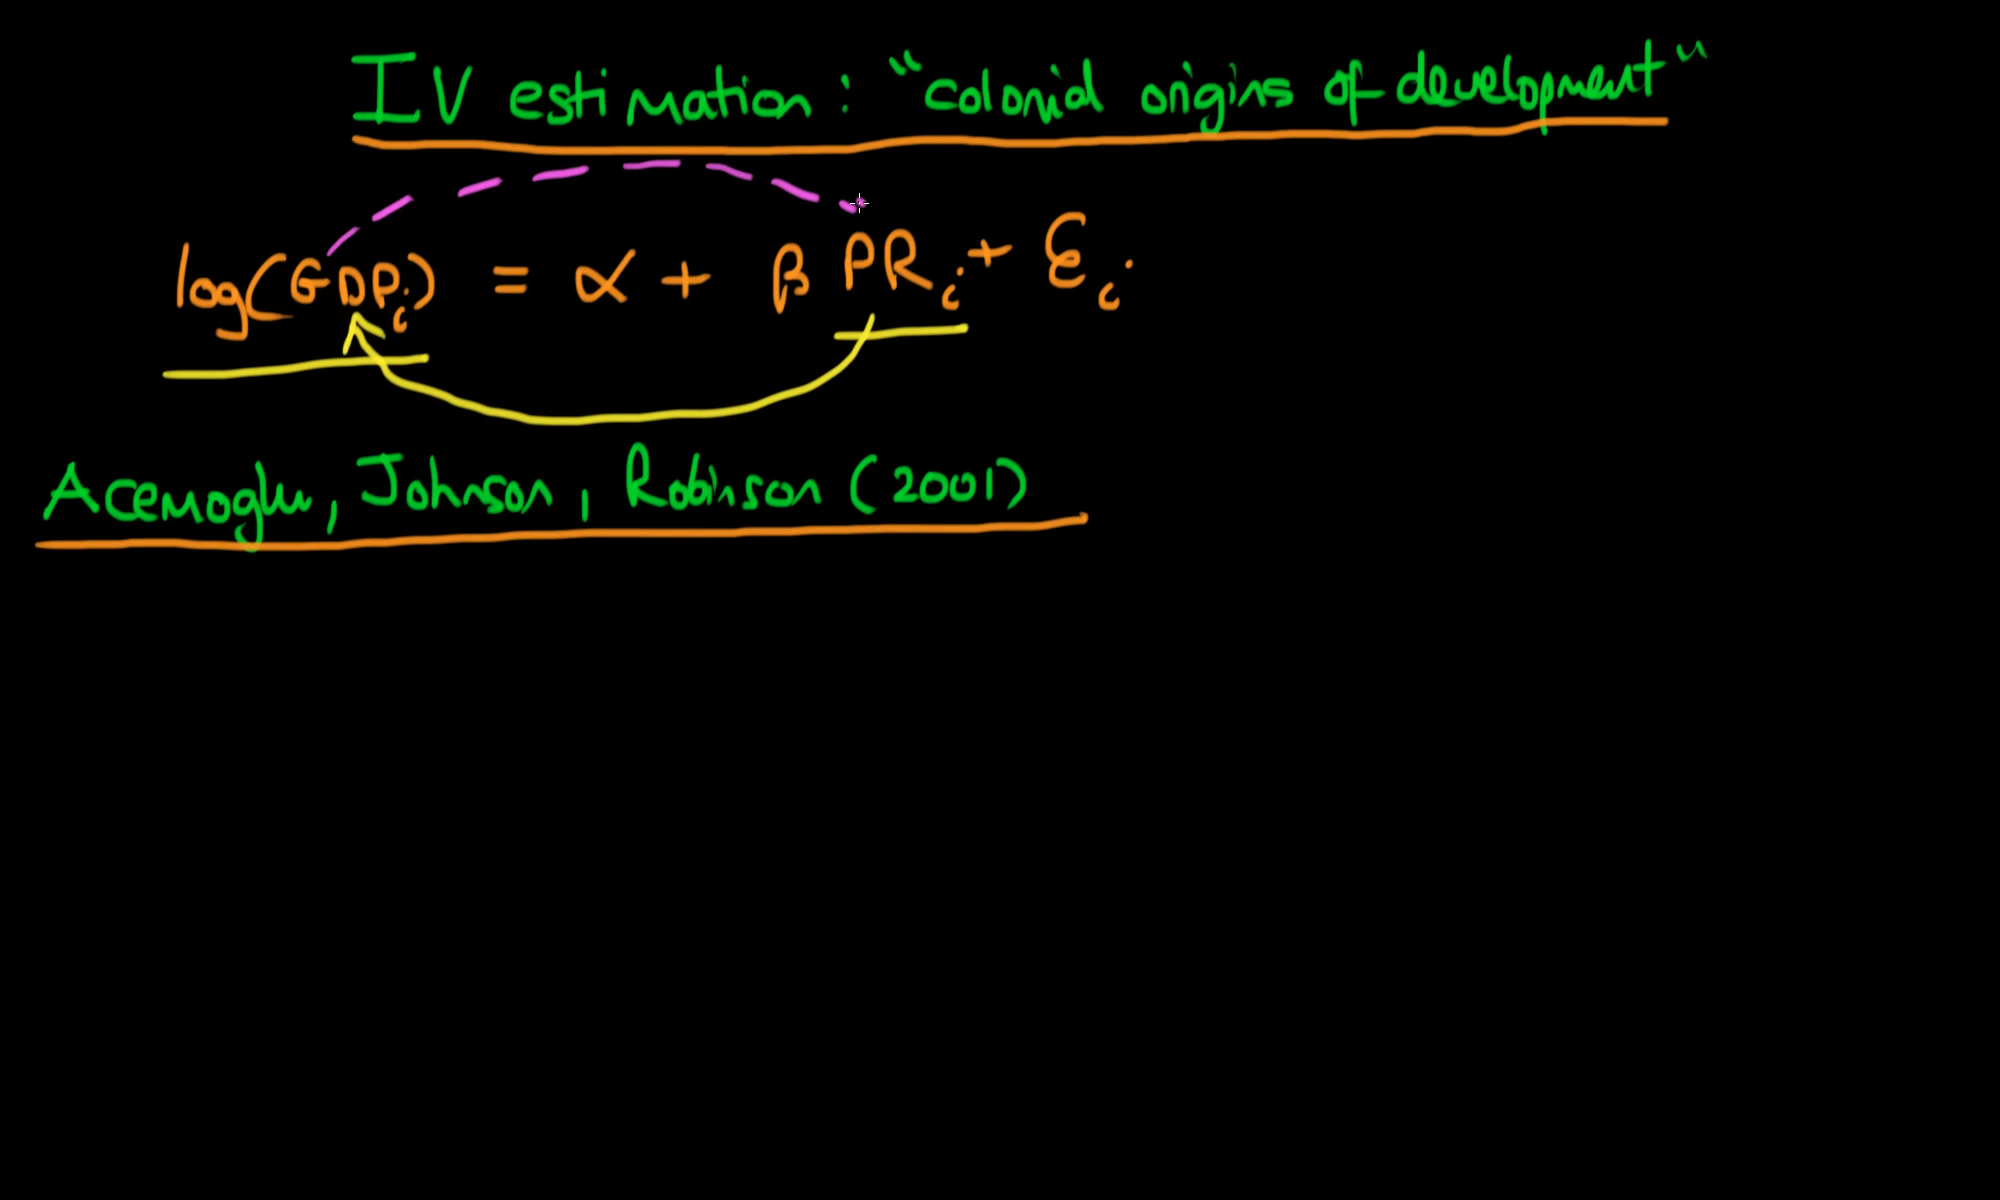 IV estimation: "colonial origins of development"
log(GDPᵢ) = α + β PRᵢ + εᵢ
Acemoglu, Johnson, Robinson (2001)